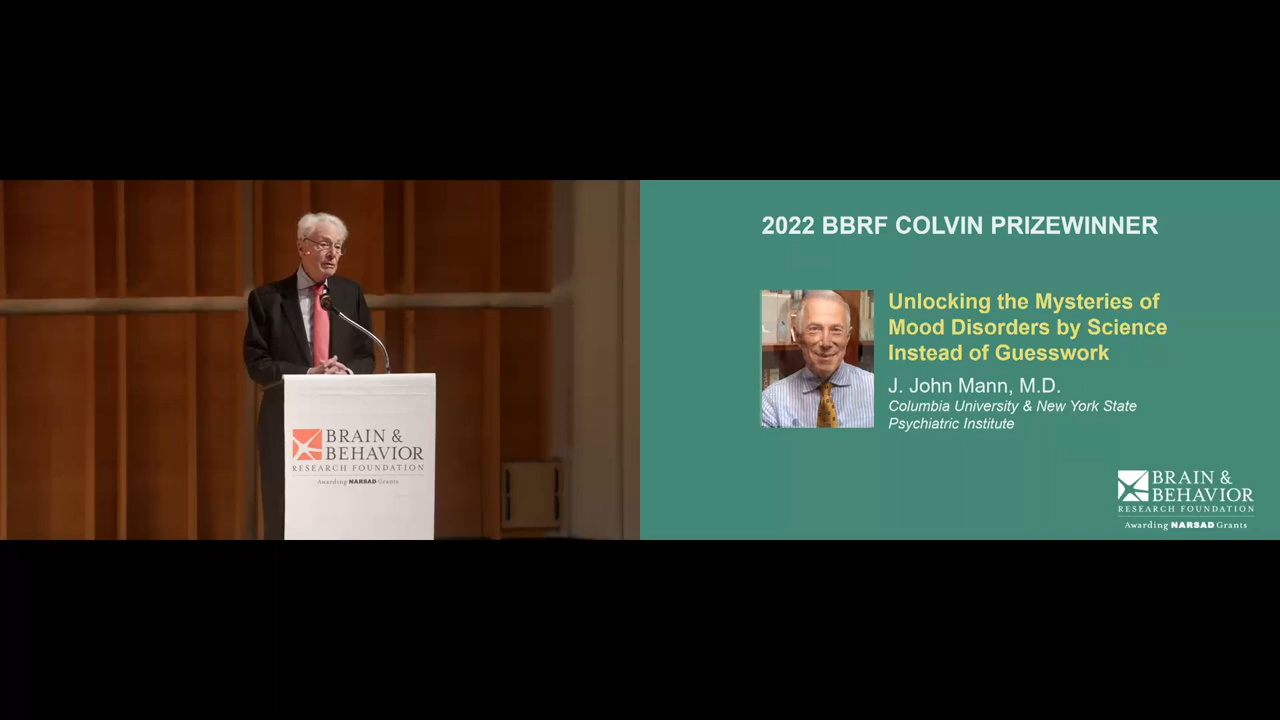 BRAIN &
BEHAVIOR
RESEARCH FOUNDATION
Awarding NARSAD Grants
2022 BBRF COLVIN PRIZEWINNER
Unlocking the Mysteries of
Mood Disorders by Science
Instead of Guesswork
J. John Mann, M.D.
Columbia University & New York State
Psychiatric Institute
BRAIN &
BEHAVIOR
RESEARCH FOUNDATION
Awarding NARSAD Grants